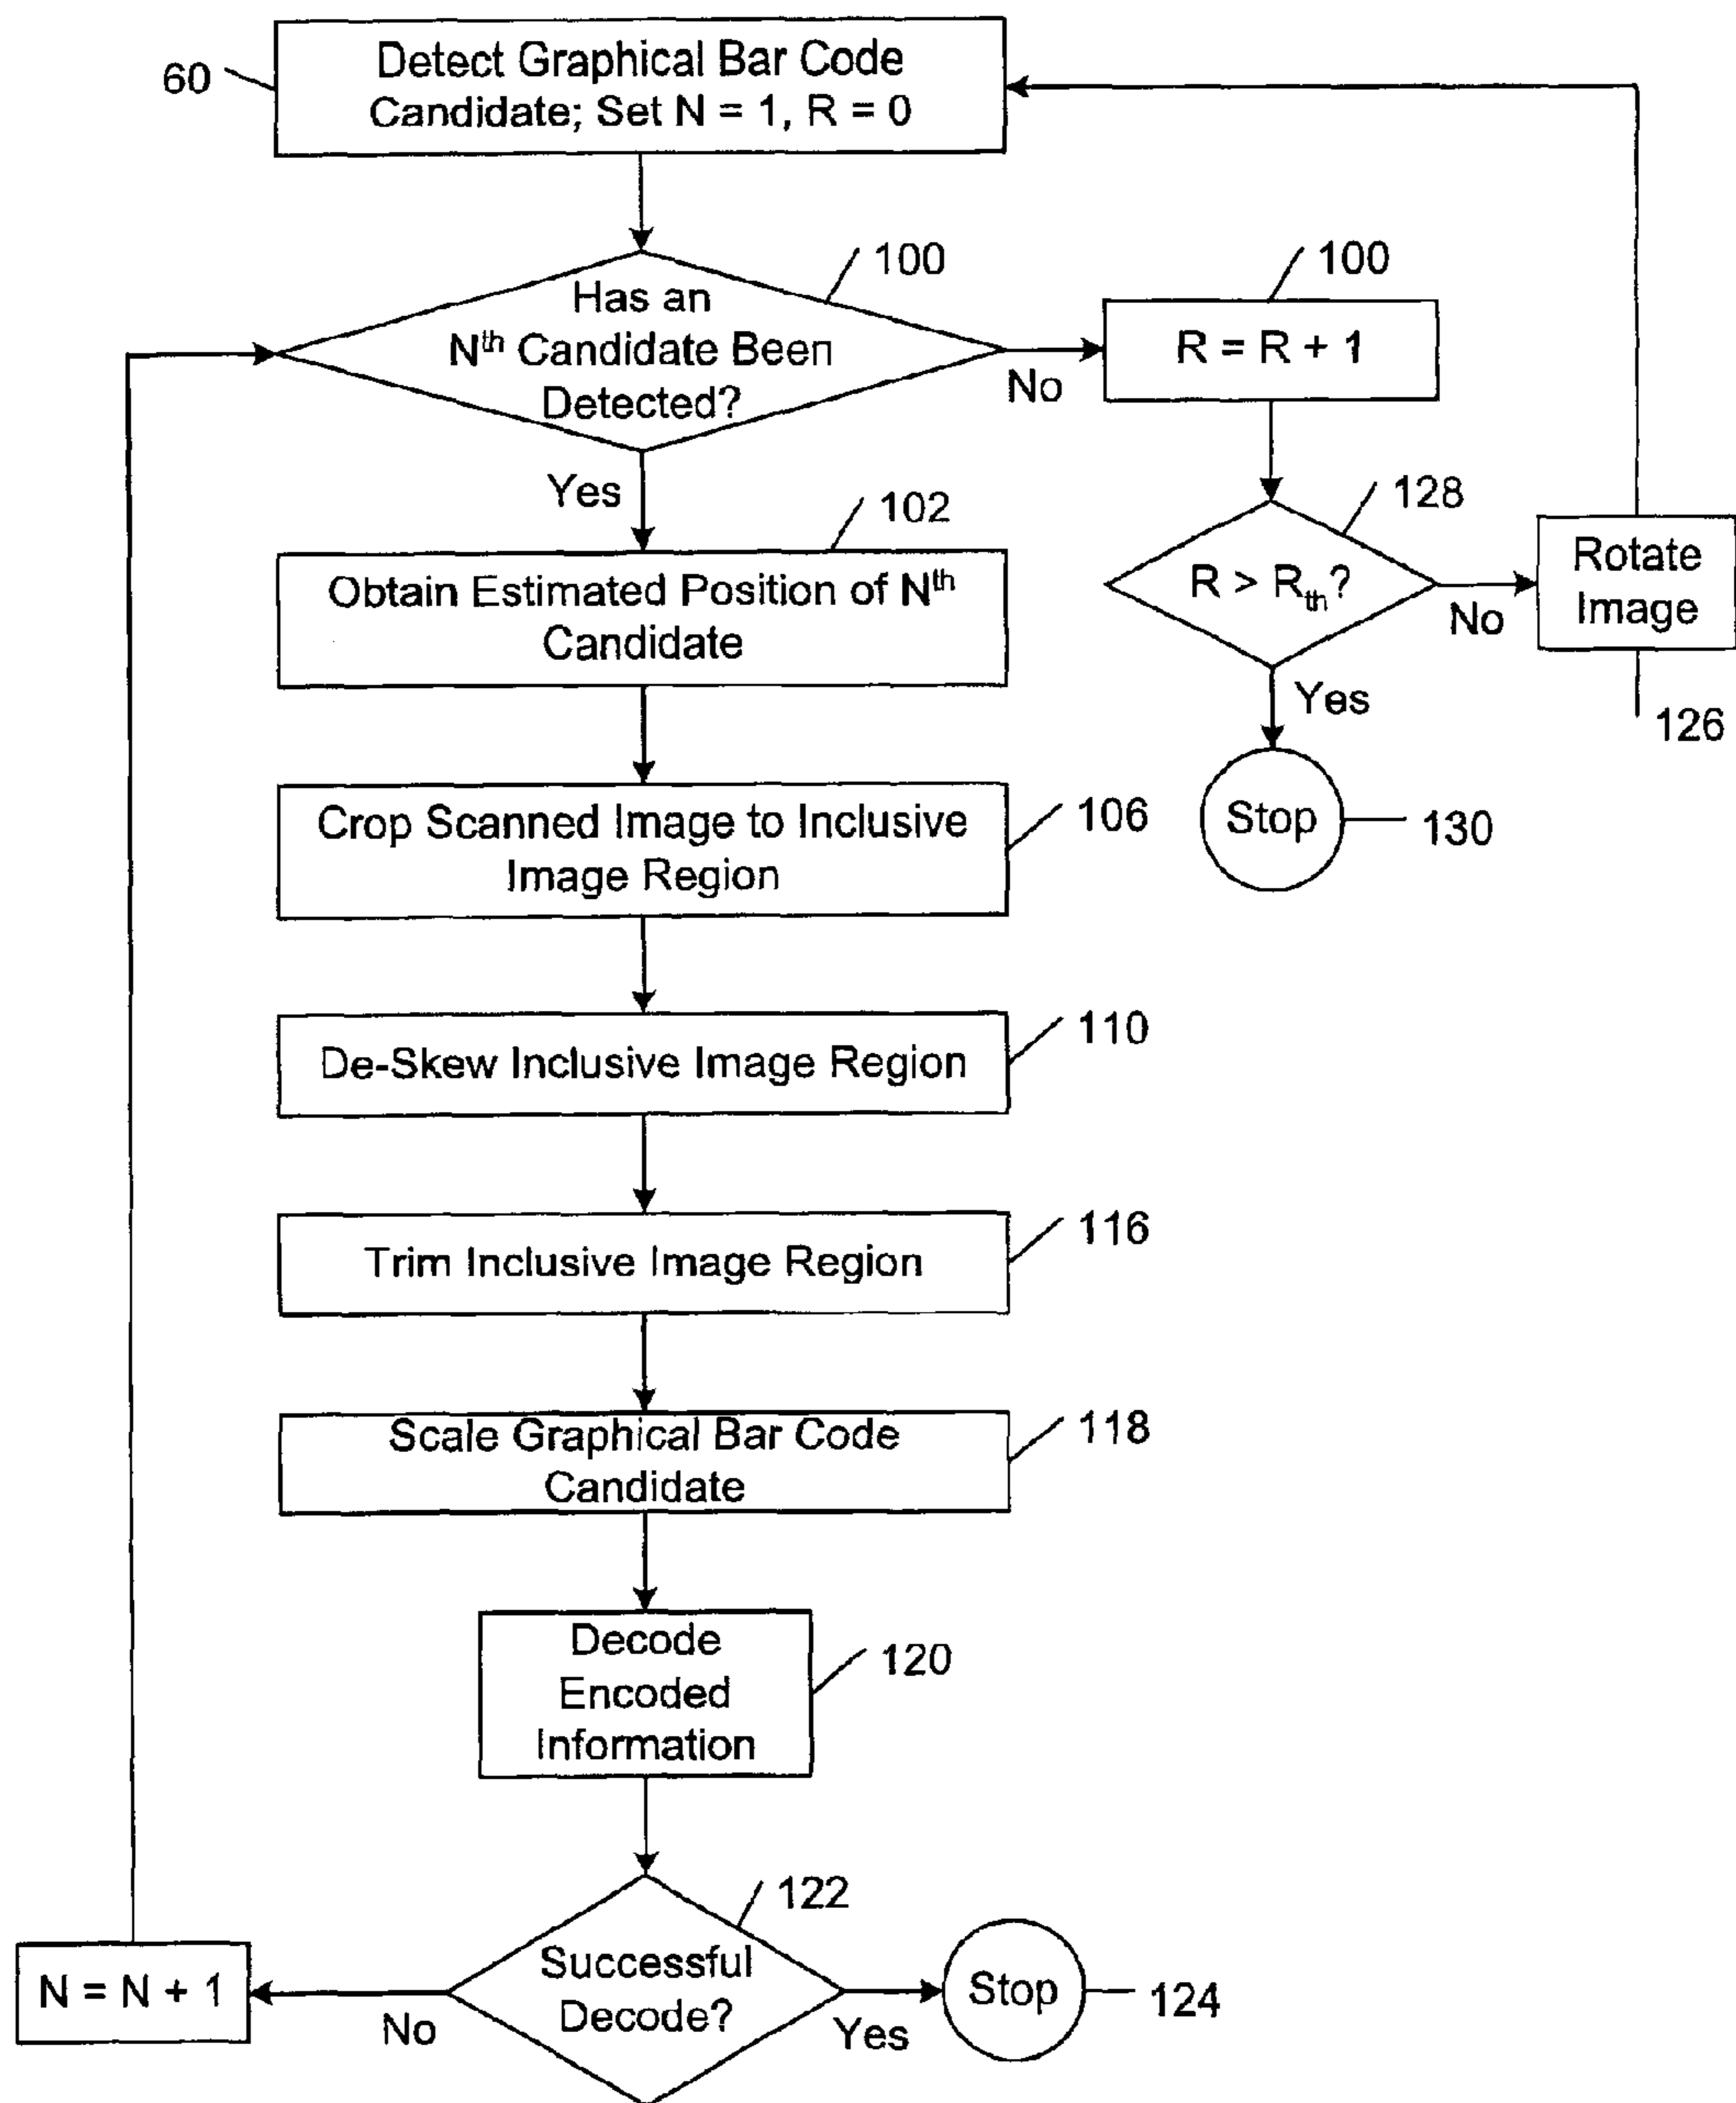 60
Detect Graphical Bar Code
Candidate; Set N = 1, R = 0
100
Has an
Nth Candidate Been
Detected?
No
Yes
100
R = R + 1
128
R > Rth?
No
Yes
Rotate
Image
126
Stop
130
102
Obtain Estimated Position of Nth
Candidate
Crop Scanned Image to Inclusive
Image Region
106
De-Skew Inclusive Image Region
110
Trim Inclusive Image Region
116
Scale Graphical Bar Code
Candidate
118
Decode
Encoded
Information
120
122
Successful
Decode?
No
Yes
N = N + 1
Stop
124